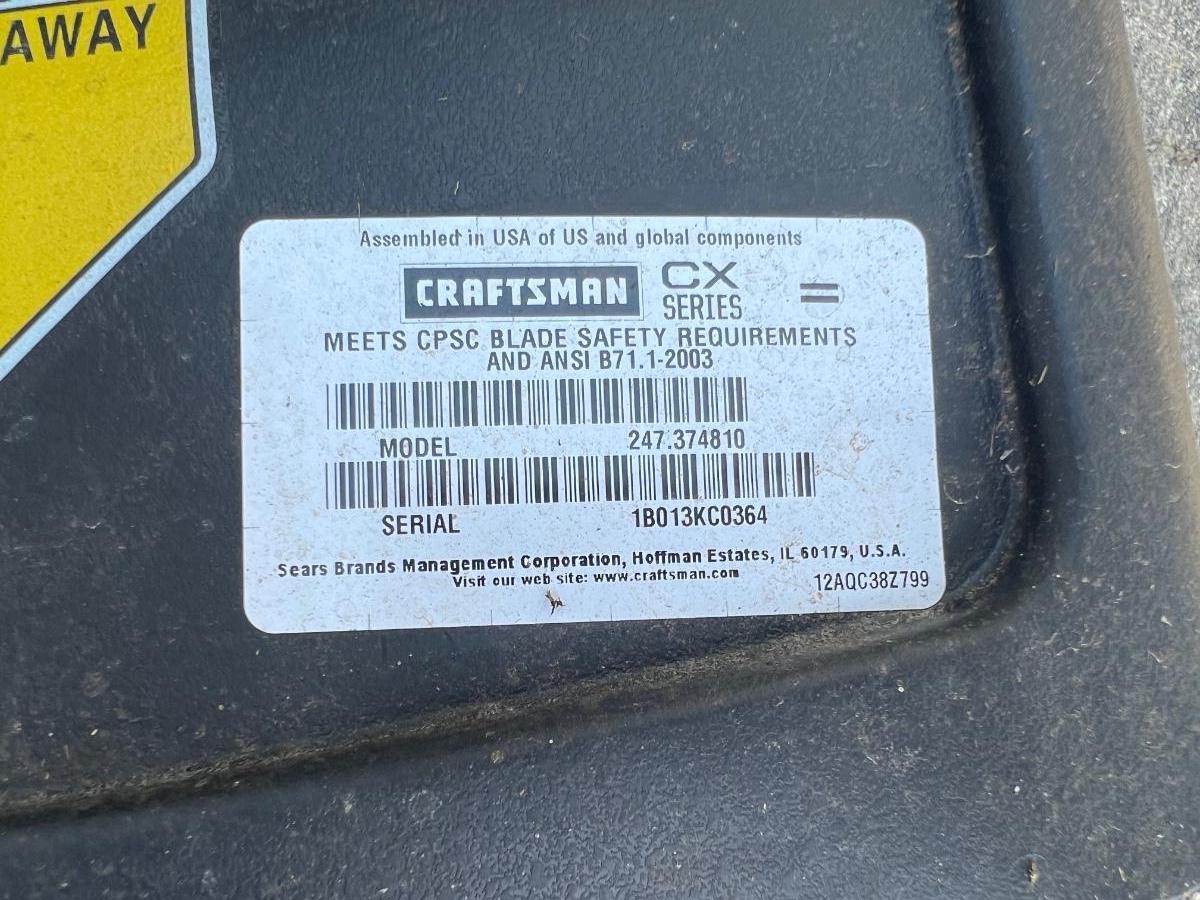 AWAY
Assembled in USA of US and global components
CRAFTSMAN CX SERIES
MEETS CPSC BLADE SAFETY REQUIREMENTS
AND ANSI B71.1-2003
MODEL 247.374810
SERIAL 1B013KC0364
Sears Brands Management Corporation, Hoffman Estates, IL 60179, U.S.A.
Visit our web site: www.craftsman.com
12AQC38Z799